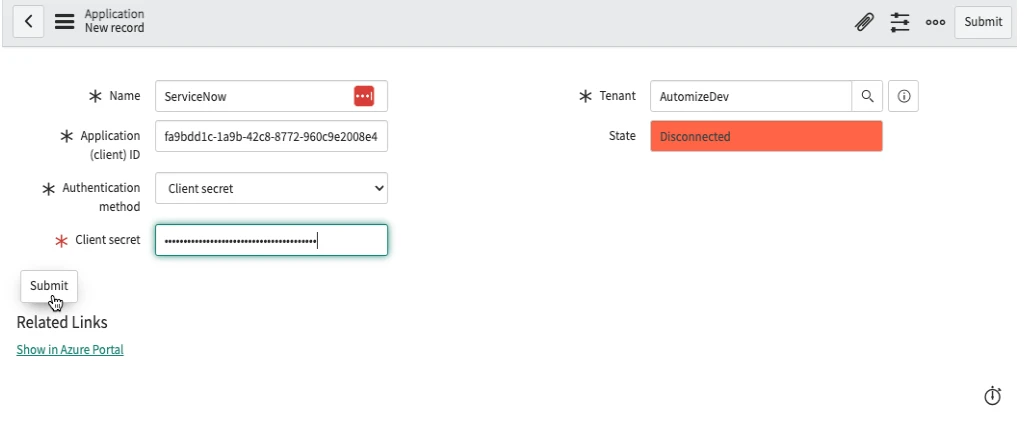 Application
New record
Submit
Name
ServiceNow
Tenant
AutomizeDev
Application
(client) ID
fa9bdd1c-1a9b-42c8-8772-960c9e2008e4
State
Disconnected
Authentication
method
Client secret
Client secret
Submit
Related Links
Show in Azure Portal